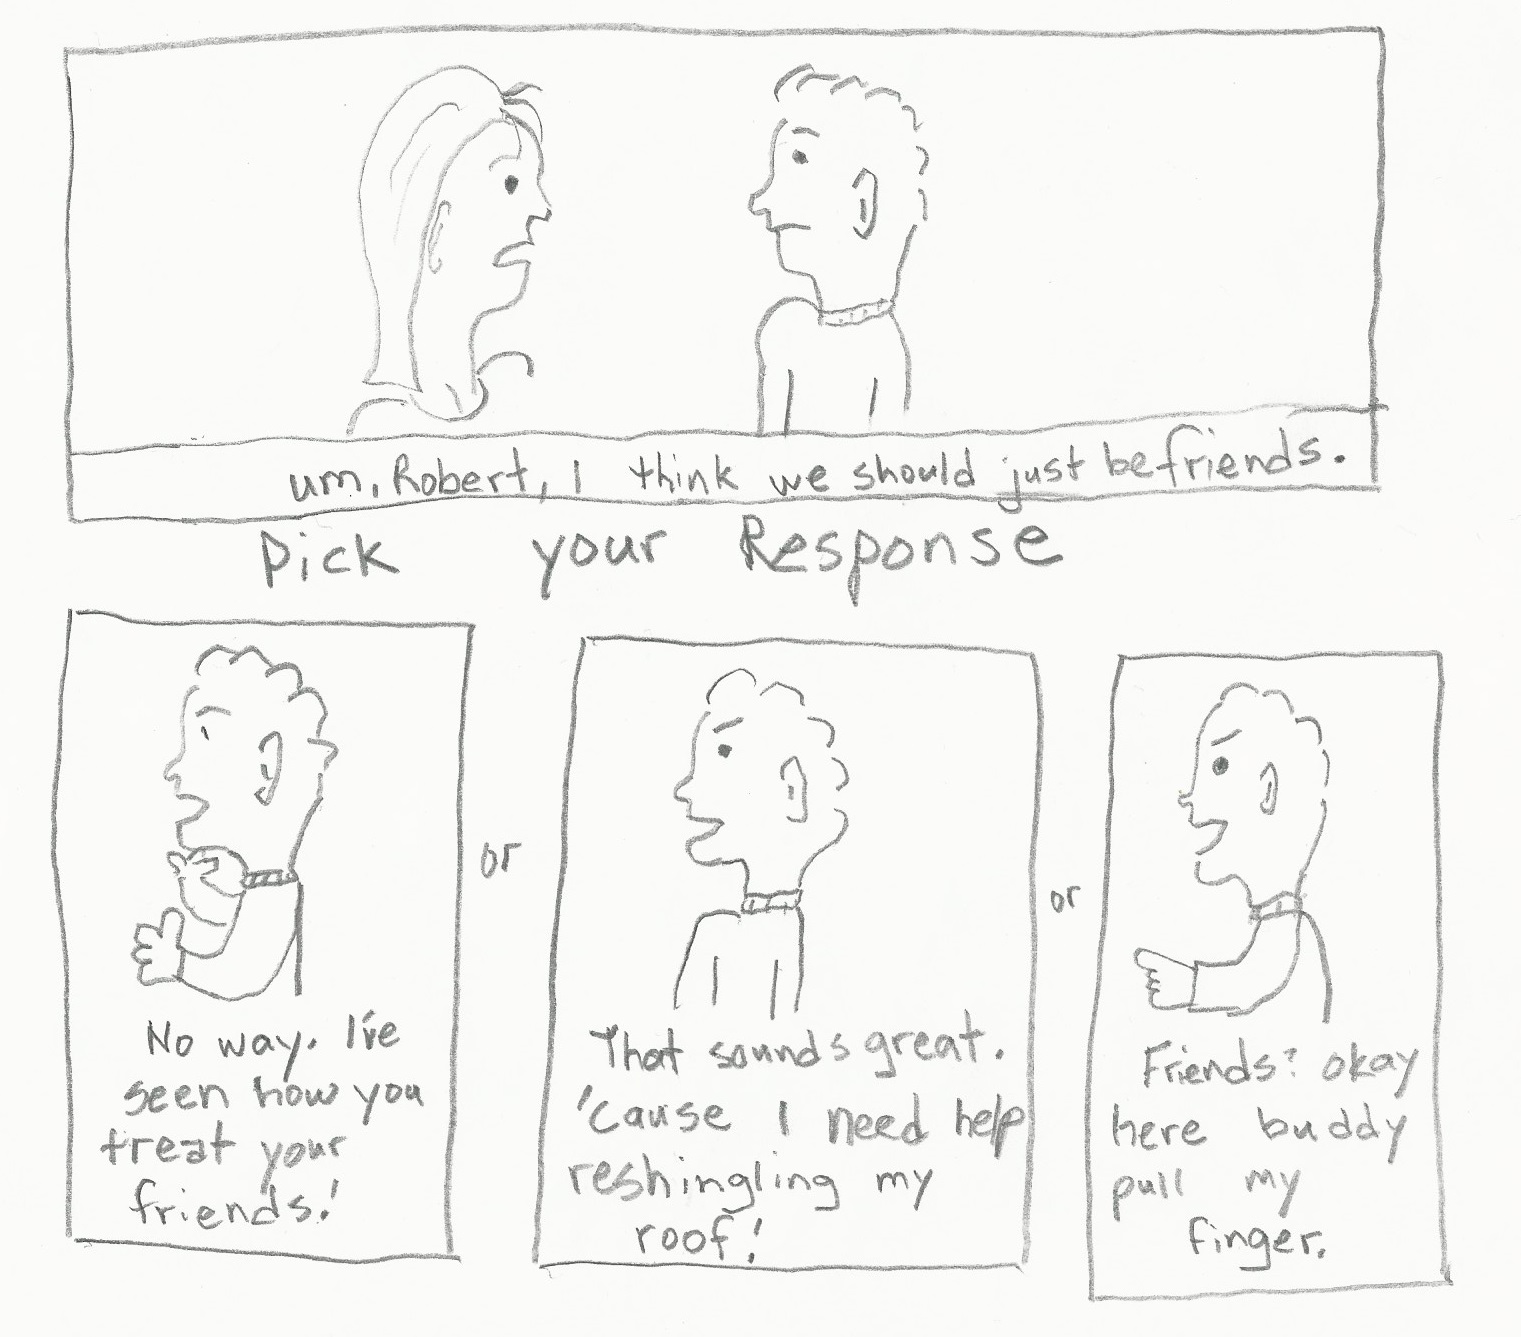 um, Robert, I think we should just be friends.
Pick your Response
No way. I've
seen how you
treat your
friends!
or
That sounds great.
'cause I need help
reshingling my
roof!
or
Friends? okay
here buddy
pull my
finger.